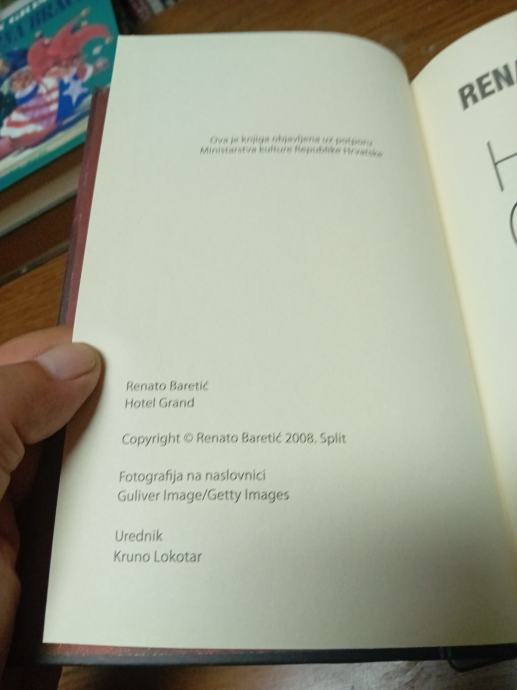 Ova je knjiga objavljena uz potporu
Ministarstva kulture Republike Hrvatske
Renato Baretić
Hotel Grand
Copyright © Renato Baretić 2008. Split
Fotografija na naslovnici
Guliver Image/Getty Images
Urednik
Kruno Lokotar
REN
H